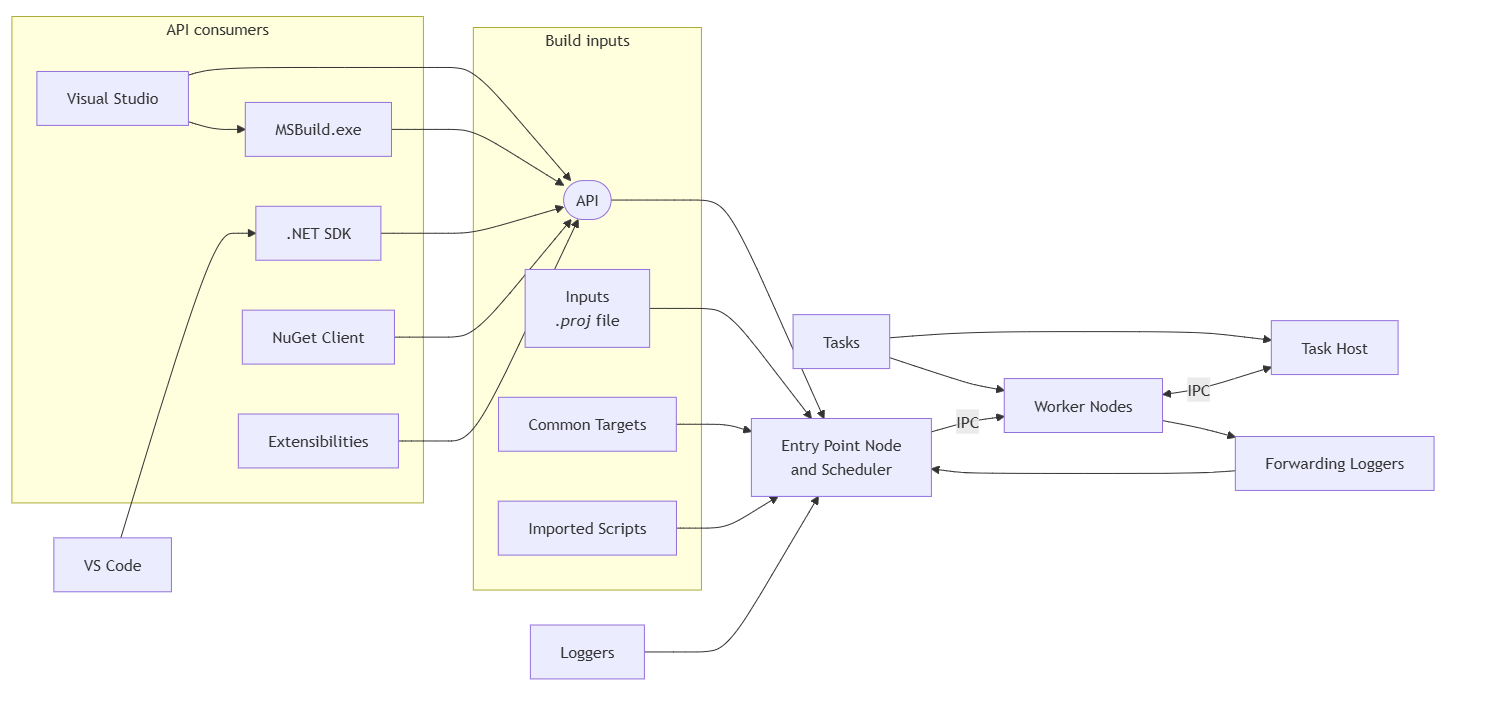 API consumers
Visual Studio
MSBuild.exe
.NET SDK
NuGet Client
Extensibilities
VS Code
Build inputs
API
Inputs
.proj file
Common Targets
Imported Scripts
Loggers
Tasks
Entry Point Node
and Scheduler
IPC
Worker Nodes
IPC
Task Host
Forwarding Loggers